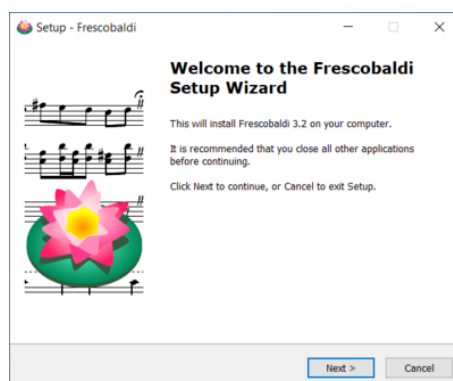 Setup - Frescobaldi
Welcome to the Frescobaldi
Setup Wizard
This will install Frescobaldi 3.2 on your computer.
It is recommended that you close all other applications
before continuing.
Click Next to continue, or Cancel to exit Setup.
Next >
Cancel